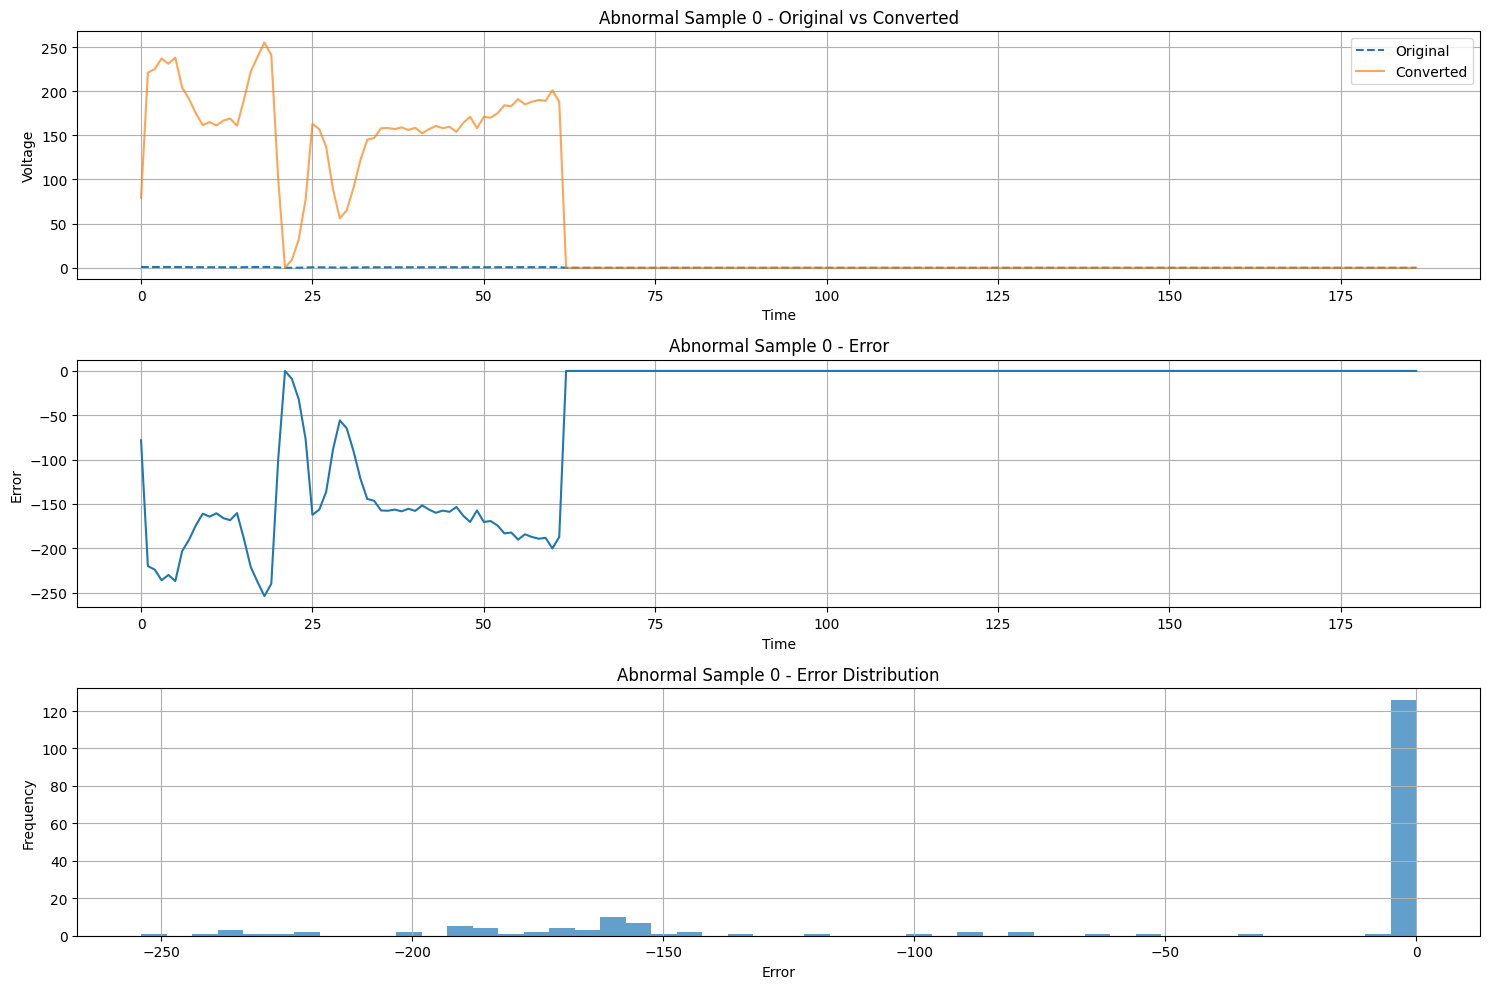 Abnormal Sample 0 - Original vs Converted
Voltage
250
200
150
100
50
0
Original
Converted
0 25 50 75 100 125 150 175
Time
Abnormal Sample 0 - Error
Error
0
−50
−100
−150
−200
−250
0 25 50 75 100 125 150 175
Time
Abnormal Sample 0 - Error Distribution
Frequency
120
100
80
60
40
20
0
−250 −200 −150 −100 −50 0
Error